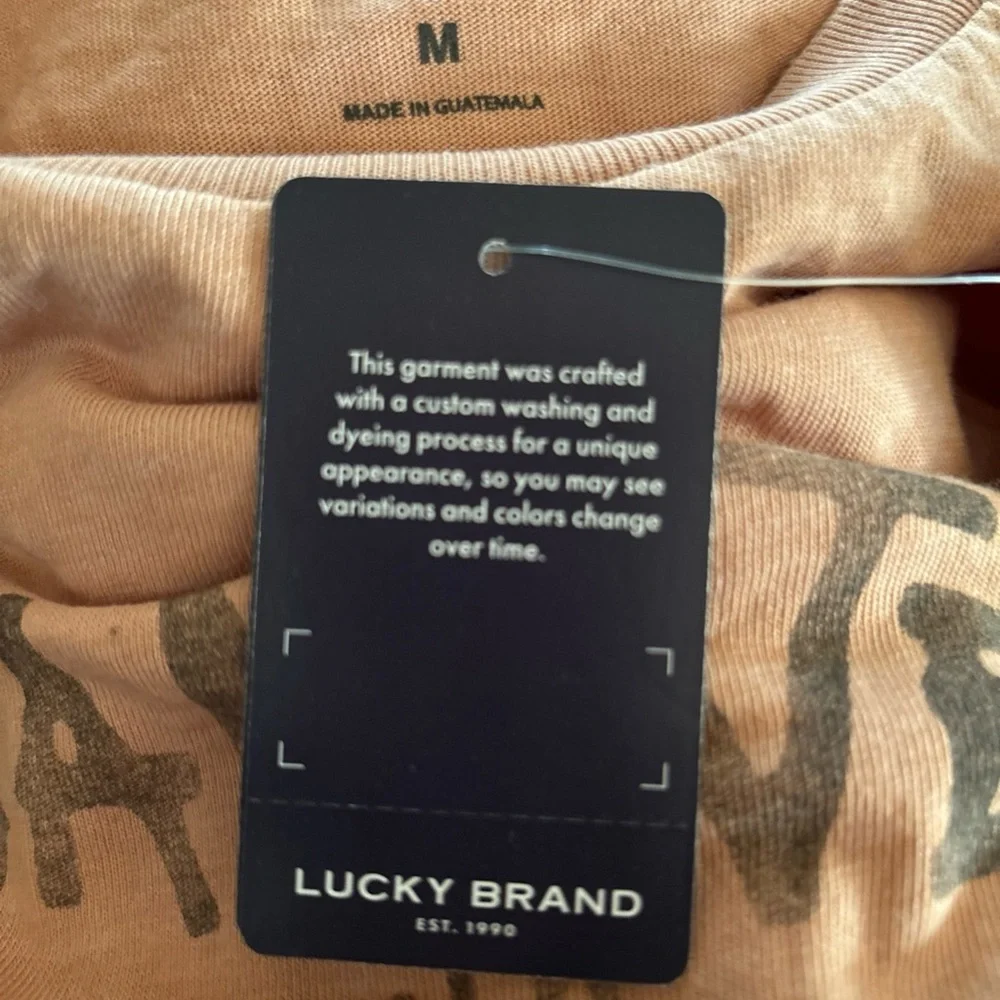 M
MADE IN GUATEMALA
This garment was crafted
with a custom washing and
dyeing process for a unique
appearance, so you may see
variations and colors change
over time.
LUCKY BRAND
EST. 1990